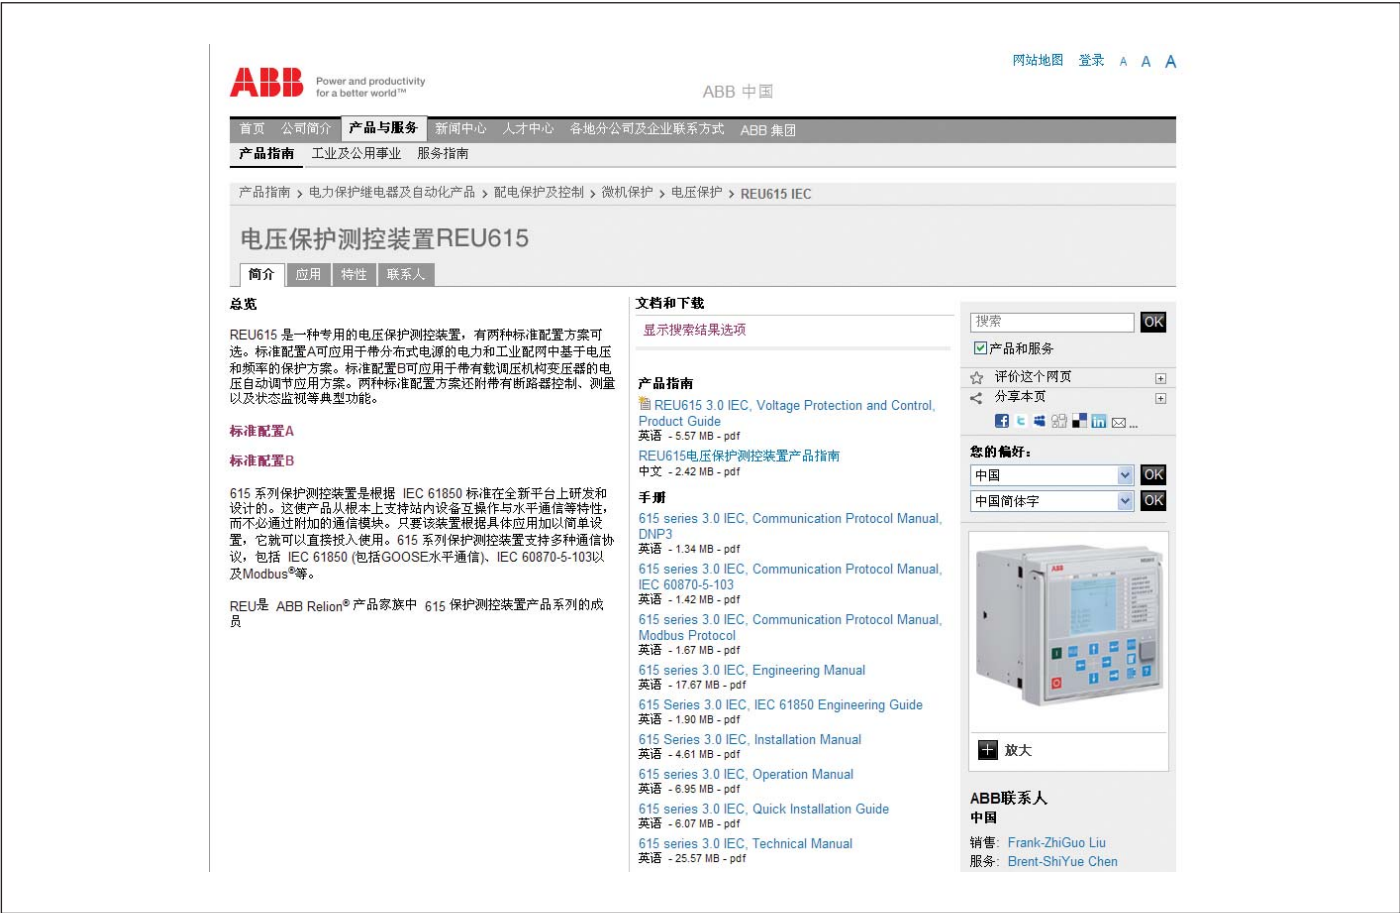 网站地图 登录 A A A
ABB Power and productivity
for a better world™
ABB 中国
首页 公司简介 产品与服务 新闻中心 人才中心 各地分公司及企业联系方式 ABB 集团
产品指南 工业及公用事业 服务指南
产品指南 > 电力保护继电器及自动化产品 > 配电保护及控制 > 微机保护 > 电压保护 > REU615 IEC
电压保护测控装置REU615
简介 应用 特性 联系人
总览
REU615 是一种专用的电压保护测控装置，有两种标准配置方案可
选。标准配置A可应用于带分布式电源的电力和工业配网中基于电压
和频率的保护方案。标准配置B可应用于带有载调压机构变压器的电
压自动调节应用方案。两种标准配置方案还附带有断路器控制、测量
以及状态监视等典型功能。
标准配置A
标准配置B
615 系列保护测控装置是根据 IEC 61850 标准在全新平台上研发和
设计的。这使产品从根本上支持站内设备互操作与水平通信等特性，
而不必通过附加的通信模块。只要该装置根据具体应用加以简单设
置，它就可以直接投入使用。615 系列保护测控装置支持多种通信协
议，包括 IEC 61850 (包括GOOSE水平通信)、IEC 60870-5-103以
及Modbus®等。
REU是 ABB Relion® 产品家族中 615 保护测控装置产品系列的成
员
文档和下载
显示搜索结果选项
产品指南
REU615 3.0 IEC, Voltage Protection and Control,
Product Guide
英语 - 5.57 MB - pdf
REU615电压保护测控装置产品指南
中文 - 2.42 MB - pdf
手册
615 series 3.0 IEC, Communication Protocol Manual,
DNP3
英语 - 1.34 MB - pdf
615 series 3.0 IEC, Communication Protocol Manual,
IEC 60870-5-103
英语 - 1.42 MB - pdf
615 series 3.0 IEC, Communication Protocol Manual,
Modbus Protocol
英语 - 1.67 MB - pdf
615 series 3.0 IEC, Engineering Manual
英语 - 17.67 MB - pdf
615 Series 3.0 IEC, IEC 61850 Engineering Guide
英语 - 1.90 MB - pdf
615 Series 3.0 IEC, Installation Manual
英语 - 4.61 MB - pdf
615 series 3.0 IEC, Operation Manual
英语 - 6.95 MB - pdf
615 series 3.0 IEC, Quick Installation Guide
英语 - 6.07 MB - pdf
615 series 3.0 IEC, Technical Manual
英语 - 25.57 MB - pdf
搜索 OK
产品和服务
评价这个网页
分享本页
...
您的偏好：
中国 OK
中国简体字 OK
ABB
放大
ABB联系人
中国
销售: Frank-ZhiGuo Liu
服务: Brent-ShiYue Chen